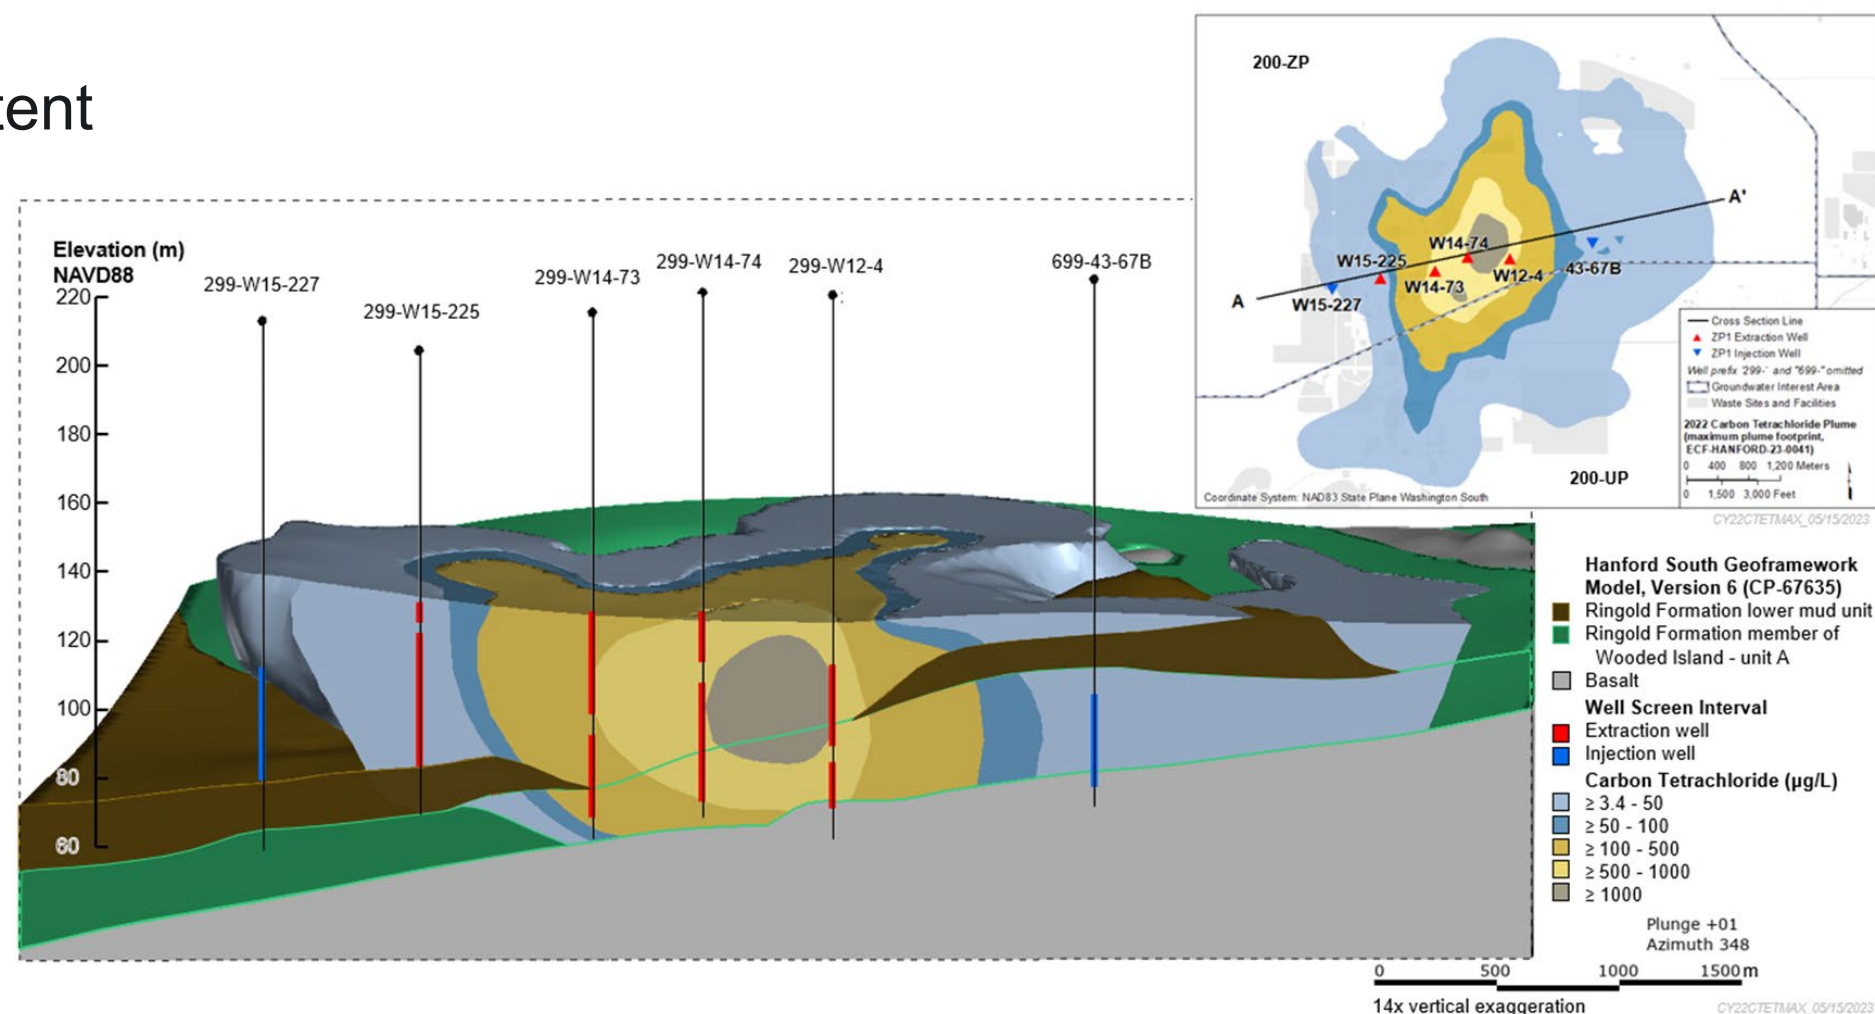 tent
Elevation (m)
NAVD88
220
200
180
160
140
120
100
80
60
299-W15-227
299-W15-225
299-W14-73
299-W14-74
299-W12-4
699-43-67B
200-ZP
A'
W14-74
W15-225
W12-4
43-67B
W14-73
A
W15-227
200-UP
Cross Section Line
ZP1 Extraction Well
ZP1 Injection Well
Well prefix '299-' and "699-" omitted
Groundwater Interest Area
Waste Sites and Facilities
2022 Carbon Tetrachloride Plume
(maximum plume footprint,
ECF-HANFORD-23-0041)
0 400 800 1,200 Meters
0 1,500 3,000 Feet
Coordinate System: NAD83 State Plane Washington South
CY22CTETMAX_05/15/2023
Hanford South Geoframework
Model, Version 6 (CP-67635)
Ringold Formation lower mud unit
Ringold Formation member of
Wooded Island - unit A
Basalt
Well Screen Interval
Extraction well
Injection well
Carbon Tetrachloride (µg/L)
≥ 3.4 - 50
≥ 50 - 100
≥ 100 - 500
≥ 500 - 1000
≥ 1000
Plunge +01
Azimuth 348
0 500 1000 1500 m
14x vertical exaggeration
CY22CTETMAX_05/15/2023